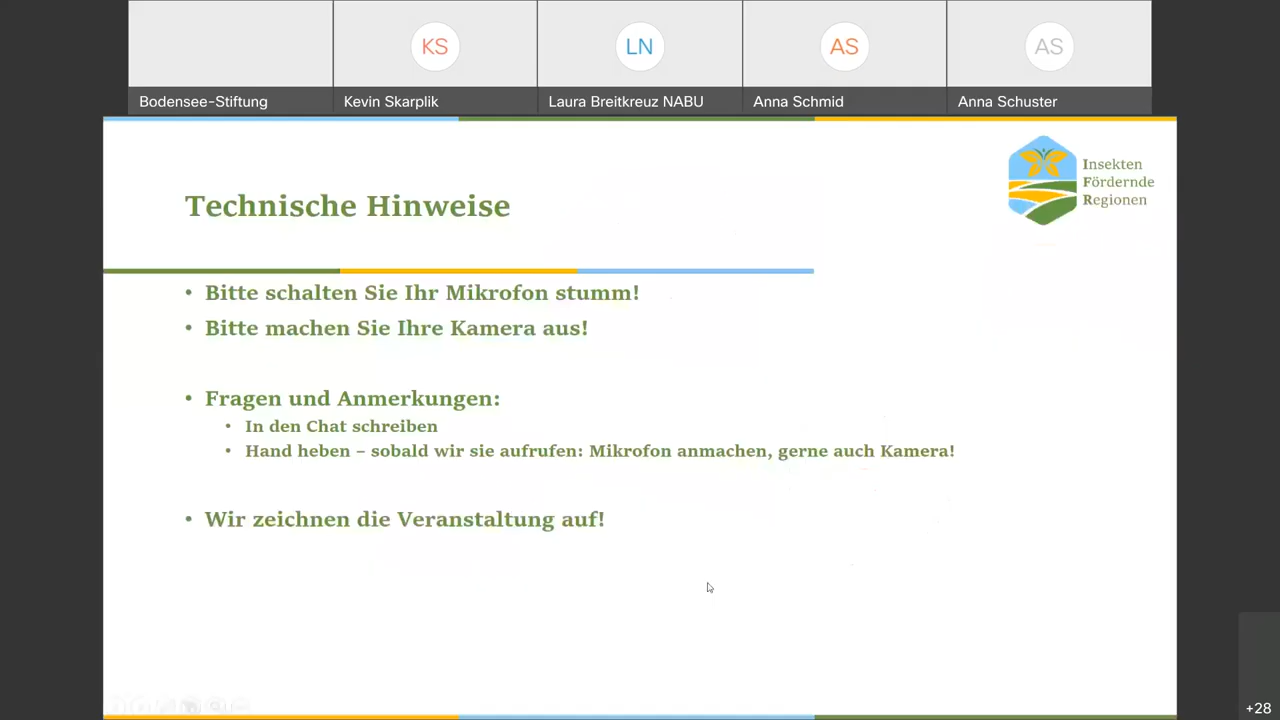 KS
LN
AS
AS
Bodensee-Stiftung
Kevin Skarplik
Laura Breitkreuz NABU
Anna Schmid
Anna Schuster
Insekten
Fördernde
Regionen
Technische Hinweise
• Bitte schalten Sie Ihr Mikrofon stumm!
• Bitte machen Sie Ihre Kamera aus!
• Fragen und Anmerkungen:
• In den Chat schreiben
• Hand heben – sobald wir sie aufrufen: Mikrofon anmachen, gerne auch Kamera!
• Wir zeichnen die Veranstaltung auf!
+28